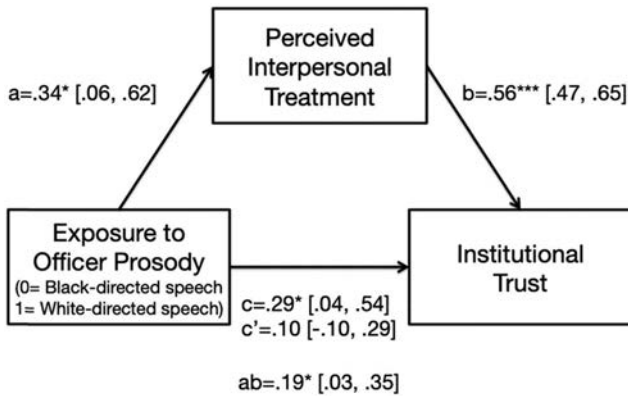 Perceived
Interpersonal
Treatment
a=.34* [.06, .62]
b=.56*** [.47, .65]
Exposure to
Officer Prosody
(0= Black-directed speech
1= White-directed speech)
Institutional
Trust
c=.29* [.04, .54]
c'=.10 [-.10, .29]
ab=.19* [.03, .35]